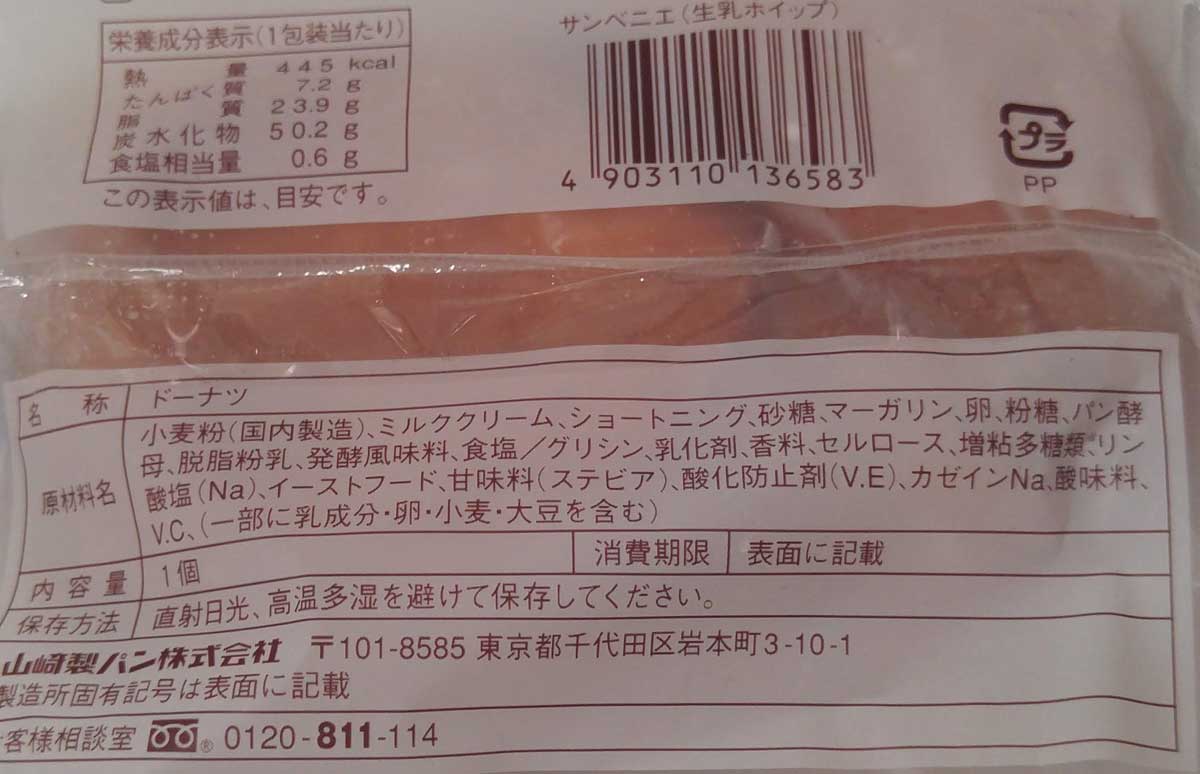 栄養成分表示(1包装当たり)
熱量 445 kcal
たんぱく質 7.2 g
脂質 23.9 g
炭水化物 50.2 g
食塩相当量 0.6 g
この表示値は、目安です。
サンベニエ(生乳ホイップ)
4 903110 136583
プラ
PP
名称 ドーナツ
原材料名 小麦粉(国内製造)、ミルククリーム、ショートニング、砂糖、マーガリン、卵、粉糖、パン酵
母、脱脂粉乳、発酵風味料、食塩/グリシン、乳化剤、香料、セルロース、増粘多糖類、リン
酸塩(Na)、イーストフード、甘味料(ステビア)、酸化防止剤(V.E)、カゼインNa、酸味料、
V.C、(一部に乳成分・卵・小麦・大豆を含む)
内容量 1個 消費期限 表面に記載
保存方法 直射日光、高温多湿を避けて保存してください。
山崎製パン株式会社 〒101-8585 東京都千代田区岩本町3-10-1
製造所固有記号は表面に記載
客様相談室 0120-811-114